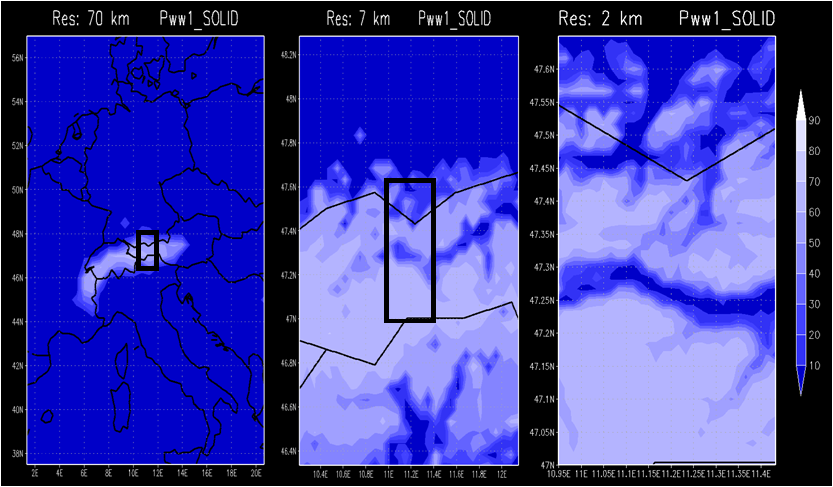 Res: 70 km Pww1_SOLID
Res: 7 km Pww1_SOLID
Res: 2 km Pww1_SOLID
56N
54N
52N
50N
48N
46N
44N
42N
40N
38N
2E 4E 6E 8E 10E 12E 14E 16E 18E 20E
48.2N
48N
47.8N
47.6N
47.4N
47.2N
47N
46.8N
46.6N
46.4N
10.4E 10.6E 10.8E 11E 11.2E 11.4E 11.6E 11.8E 12E
47.6N
47.55N
47.5N
47.45N
47.4N
47.35N
47.3N
47.25N
47.2N
47.15N
47.1N
47.05N
47N
10.95E 11E 11.05E 11.1E 11.15E 11.2E 11.25E 11.3E 11.35E 11.4E
90
80
70
60
50
40
30
20
10